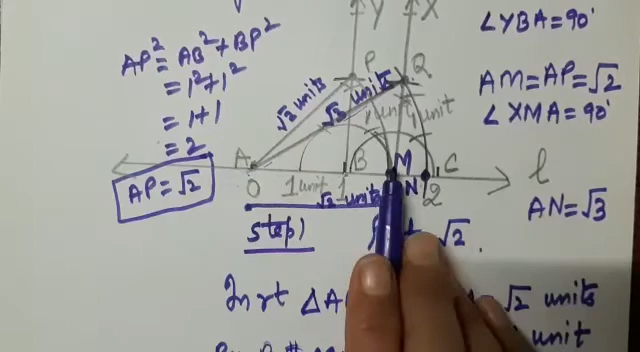 AP² = AB² + BP²
= 1² + 1²
= 1 + 1
= 2
AP = √2
Y X
P Q
√2 units √3 units 1 unit 1 unit
A B M C l
0 1 unit 1 N 2
√2 units
∠YBA = 90°
AM = AP = √2
∠XMA = 90°
AN = √3
step) √2.
In rt △A √2 units
unit